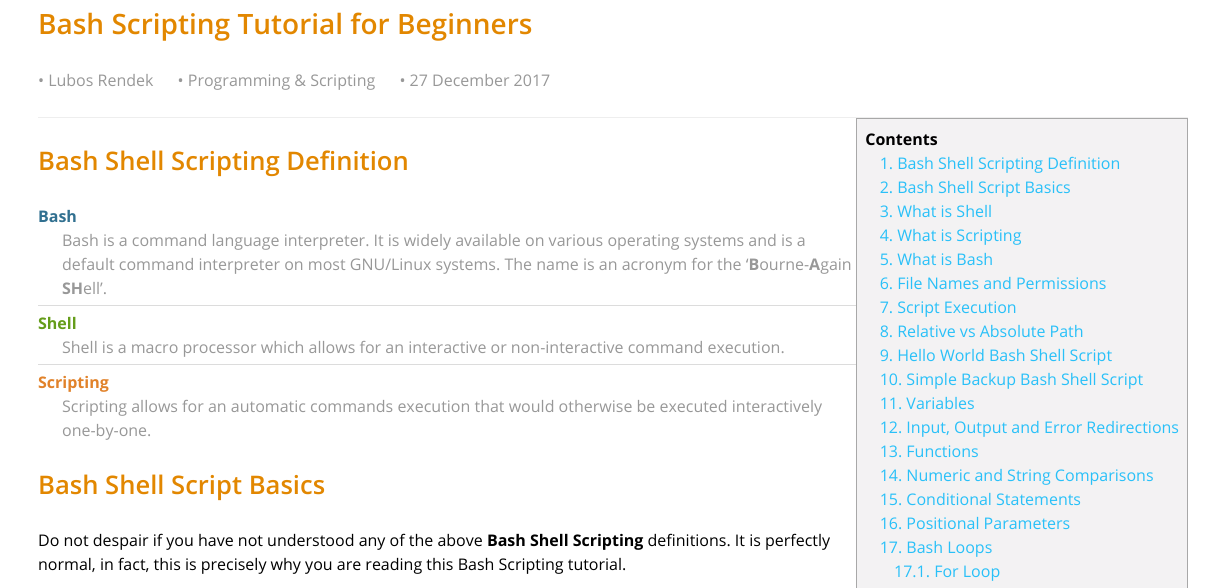 Bash Scripting Tutorial for Beginners
• Lubos Rendek • Programming & Scripting • 27 December 2017
Bash Shell Scripting Definition
Bash
Bash is a command language interpreter. It is widely available on various operating systems and is a
default command interpreter on most GNU/Linux systems. The name is an acronym for the ‘Bourne-Again
SHell’.
Shell
Shell is a macro processor which allows for an interactive or non-interactive command execution.
Scripting
Scripting allows for an automatic commands execution that would otherwise be executed interactively
one-by-one.
Bash Shell Script Basics
Do not despair if you have not understood any of the above Bash Shell Scripting definitions. It is perfectly
normal, in fact, this is precisely why you are reading this Bash Scripting tutorial.
Contents
1. Bash Shell Scripting Definition
2. Bash Shell Script Basics
3. What is Shell
4. What is Scripting
5. What is Bash
6. File Names and Permissions
7. Script Execution
8. Relative vs Absolute Path
9. Hello World Bash Shell Script
10. Simple Backup Bash Shell Script
11. Variables
12. Input, Output and Error Redirections
13. Functions
14. Numeric and String Comparisons
15. Conditional Statements
16. Positional Parameters
17. Bash Loops
17.1. For Loop